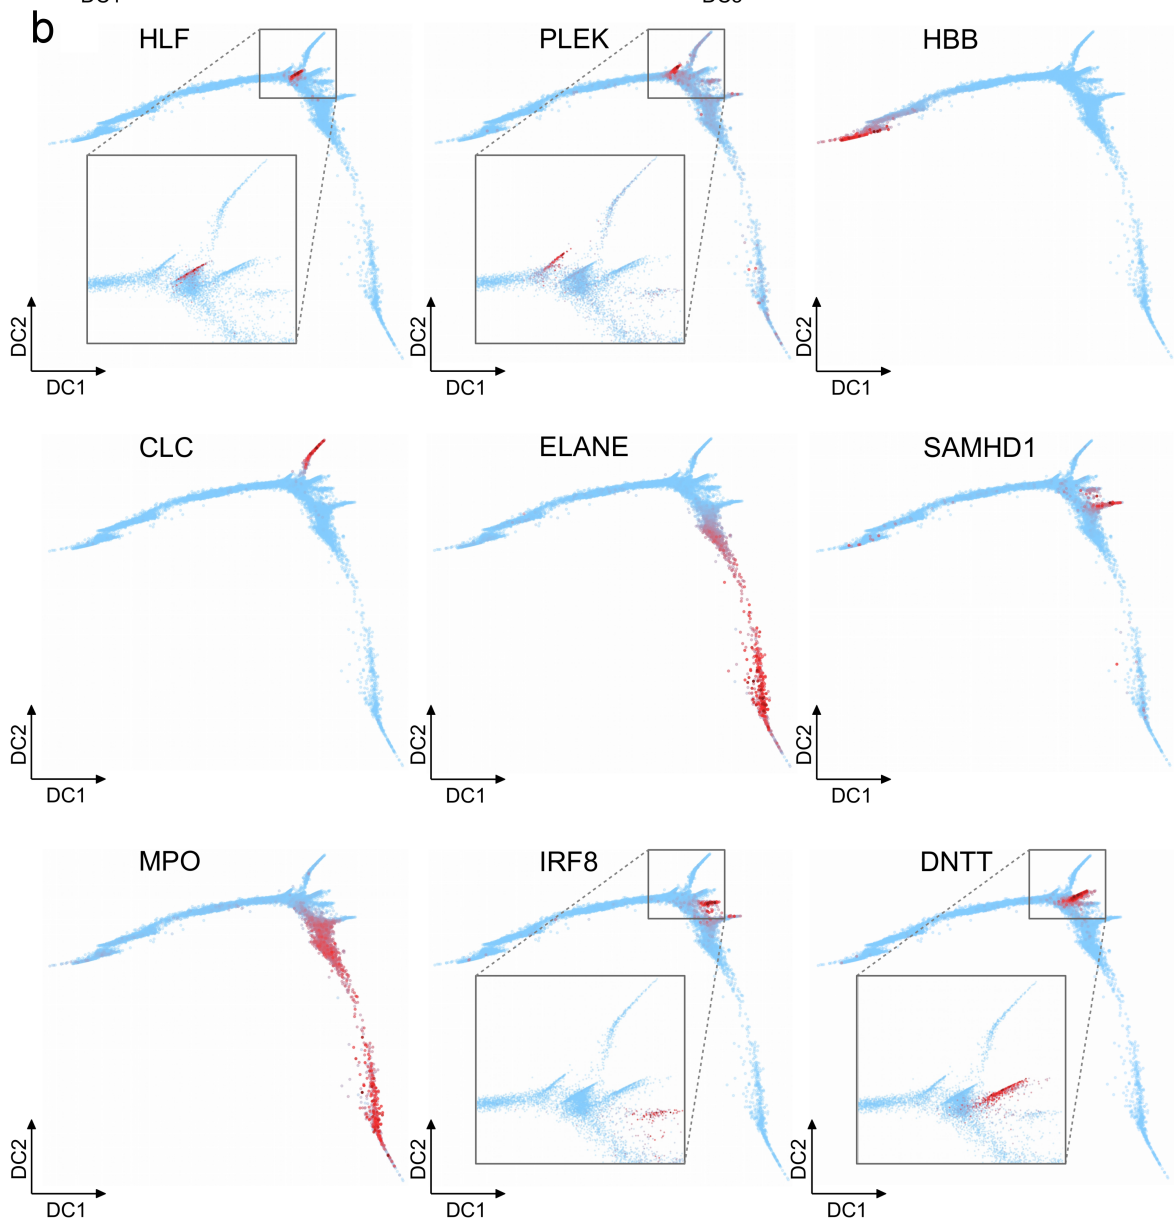 b
HLF
PLEK
HBB
DC2
DC1
DC2
DC1
DC2
DC1
CLC
ELANE
SAMHD1
DC2
DC1
DC2
DC1
DC2
DC1
MPO
IRF8
DNTT
DC2
DC1
DC2
DC1
DC2
DC1